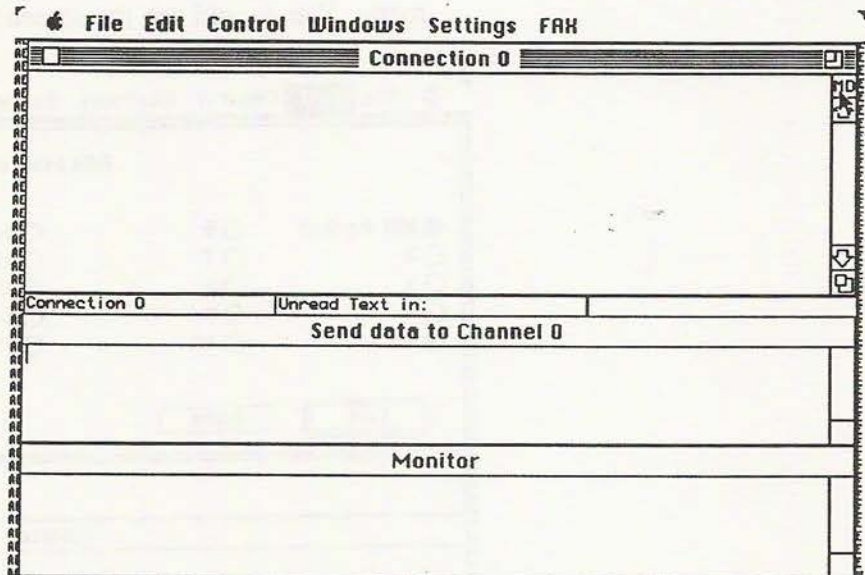 File Edit Control Windows Settings FAX
Connection 0
MD
Connection 0 Unread Text in:
Send data to Channel 0
Monitor